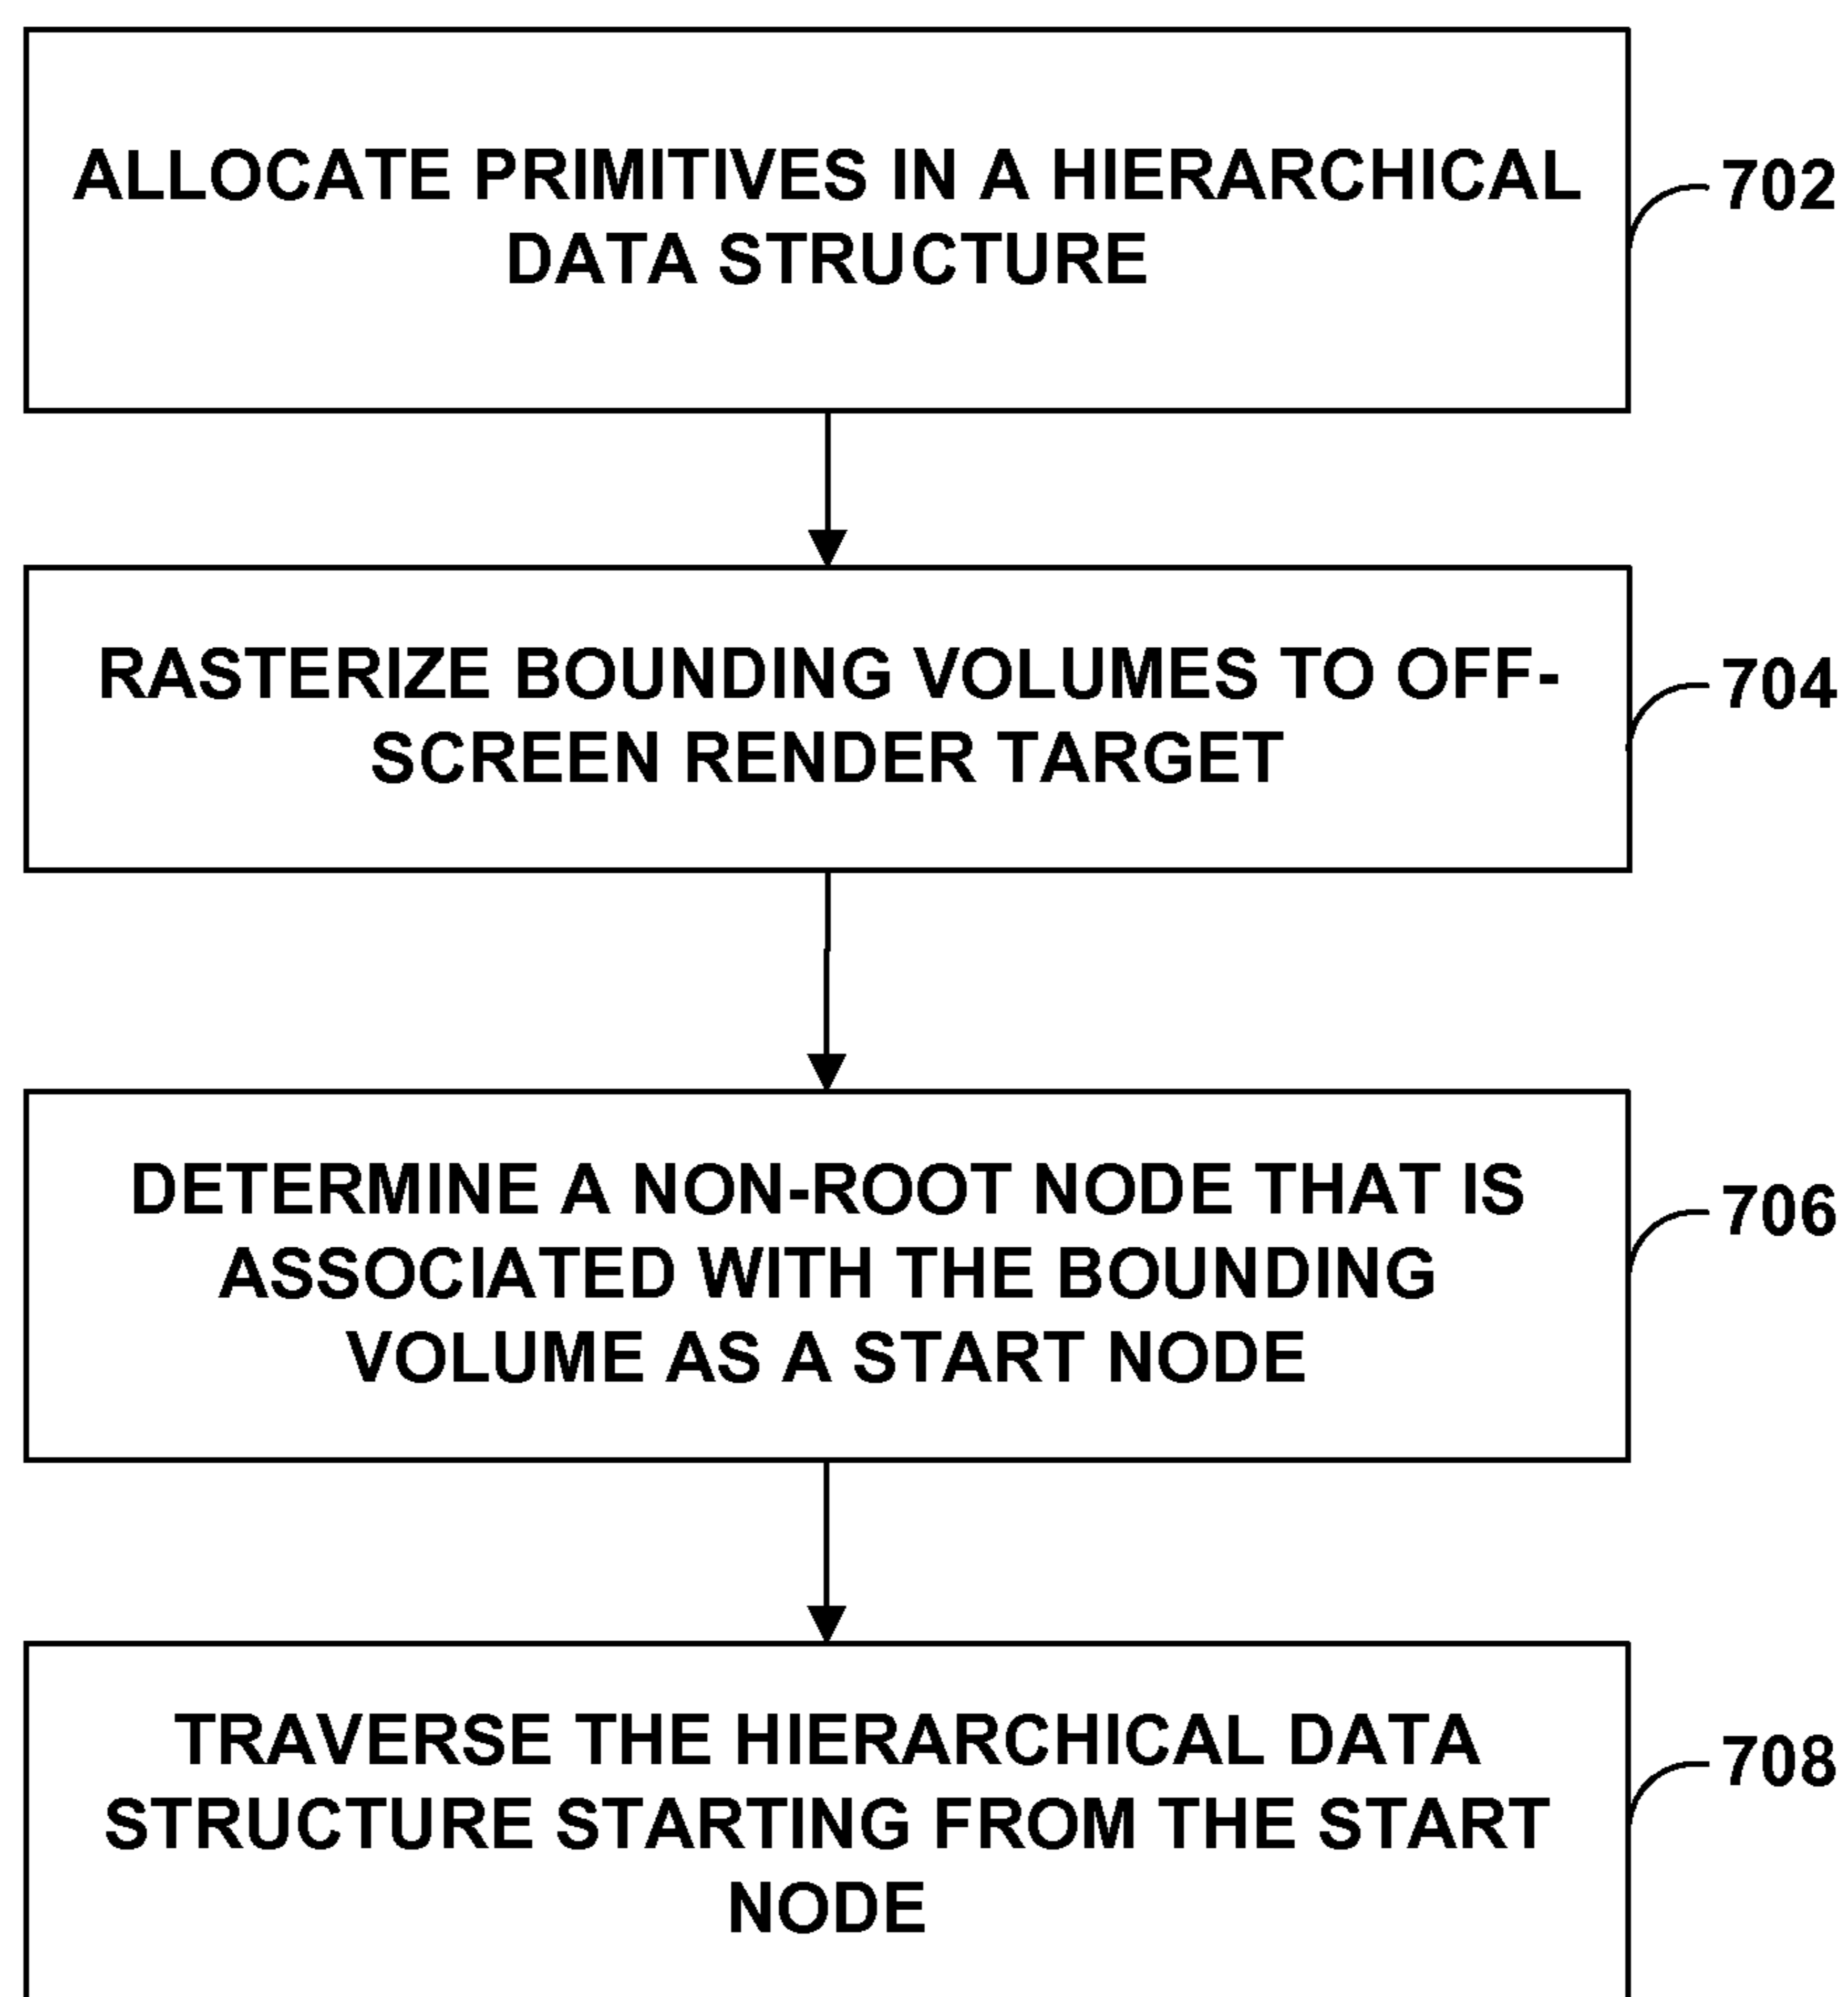 ALLOCATE PRIMITIVES IN A HIERARCHICAL
DATA STRUCTURE
702
RASTERIZE BOUNDING VOLUMES TO OFF-
SCREEN RENDER TARGET
704
DETERMINE A NON-ROOT NODE THAT IS
ASSOCIATED WITH THE BOUNDING
VOLUME AS A START NODE
706
TRAVERSE THE HIERARCHICAL DATA
STRUCTURE STARTING FROM THE START
NODE
708